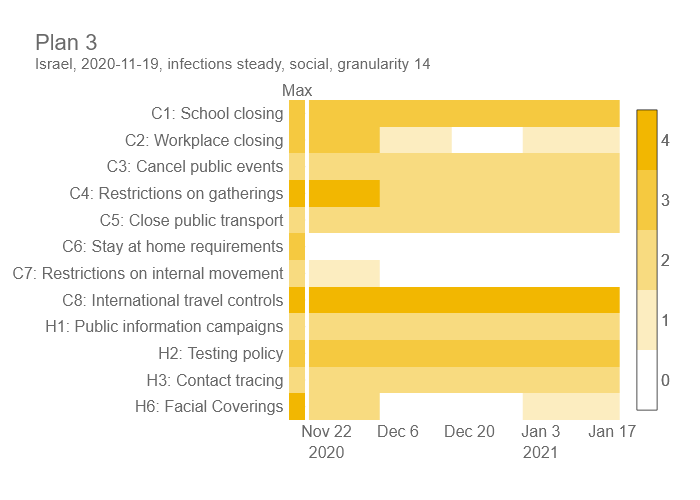 Plan 3
Israel, 2020-11-19, infections steady, social, granularity 14
Max
C1: School closing
C2: Workplace closing
C3: Cancel public events
C4: Restrictions on gatherings
C5: Close public transport
C6: Stay at home requirements
C7: Restrictions on internal movement
C8: International travel controls
H1: Public information campaigns
H2: Testing policy
H3: Contact tracing
H6: Facial Coverings
4
3
2
1
0
Nov 22 Dec 6 Dec 20 Jan 3 Jan 17
2020 2021